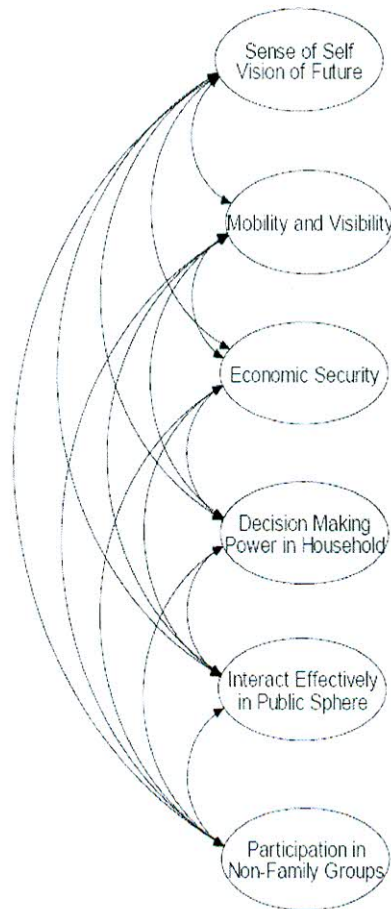 Sense of Self
Vision of Future
Mobility and Visibility
Economic Security
Decision Making
Power in Household
Interact Effectively
in Public Sphere
Participation in
Non-Family Groups